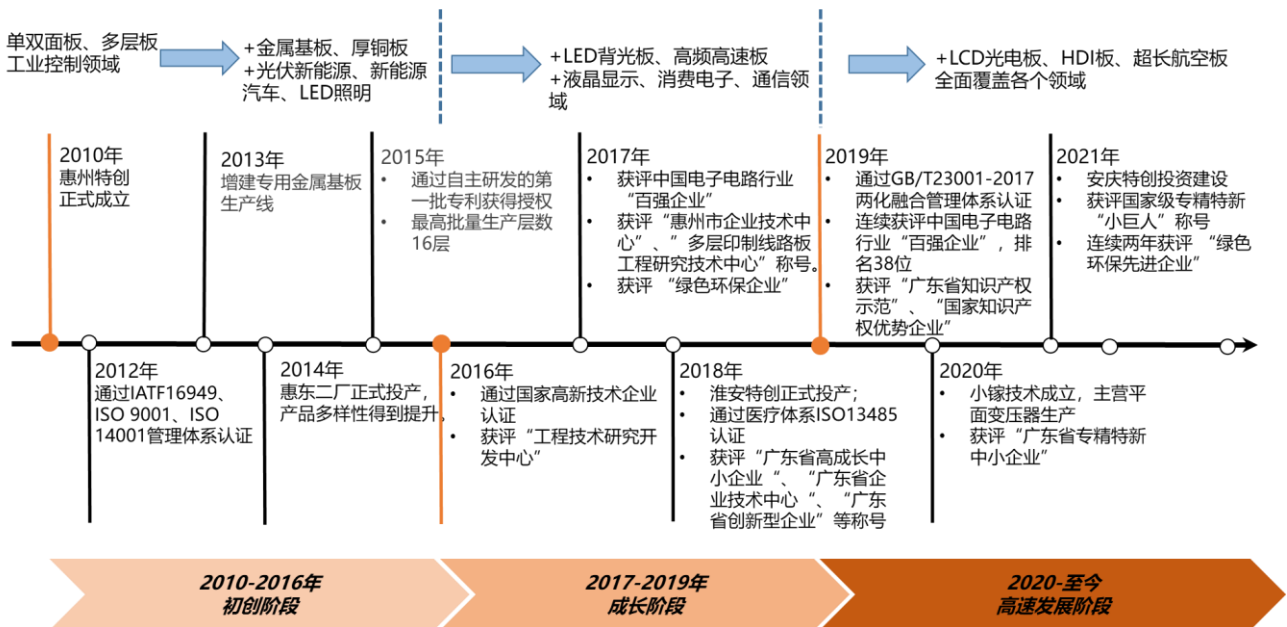 单双面板、多层板
工业控制领域
+金属基板、厚铜板
+光伏新能源、新能源
汽车、LED照明
+LED背光板、高频高速板
+液晶显示、消费电子、通信领
域
+LCD光电板、HDI板、超长航空板
全面覆盖各个领域
2010年
惠州特创
正式成立
2013年
增建专用金属基板
生产线
2015年
• 通过自主研发的第
一批专利获得授权
• 最高批量生产层数
16层
2017年
• 获评中国电子电路行业
“百强企业”
• 获评“惠州市企业技术中
心”、”多层印制线路板
工程研究技术中心”称号。
• 获评 “绿色环保企业”
2019年
• 通过GB/T23001-2017
两化融合管理体系认证
• 连续获评中国电子电路
行业“百强企业”，排
名38位
• 获评“广东省知识产权
示范”、“国家知识产
权优势企业”
2021年
• 安庆特创投资建设
• 获评国家级专精特新
“小巨人”称号
• 连续两年获评 “绿色
环保先进企业”
2012年
通过IATF16949、
ISO 9001、ISO
14001管理体系认证
2014年
惠东二厂正式投产，
产品多样性得到提升。
2016年
• 通过国家高新技术企业
认证
• 获评“工程技术研究开
发中心”
2018年
• 淮安特创正式投产；
• 通过医疗体系ISO13485
认证
• 获评“广东省高成长中
小企业“、“广东省企
业技术中心“、“广东
省创新型企业”等称号
2020年
• 小镓技术成立，主营平
面变压器生产
• 获评“广东省专精特新
中小企业”
2010-2016年
初创阶段
2017-2019年
成长阶段
2020-至今
高速发展阶段